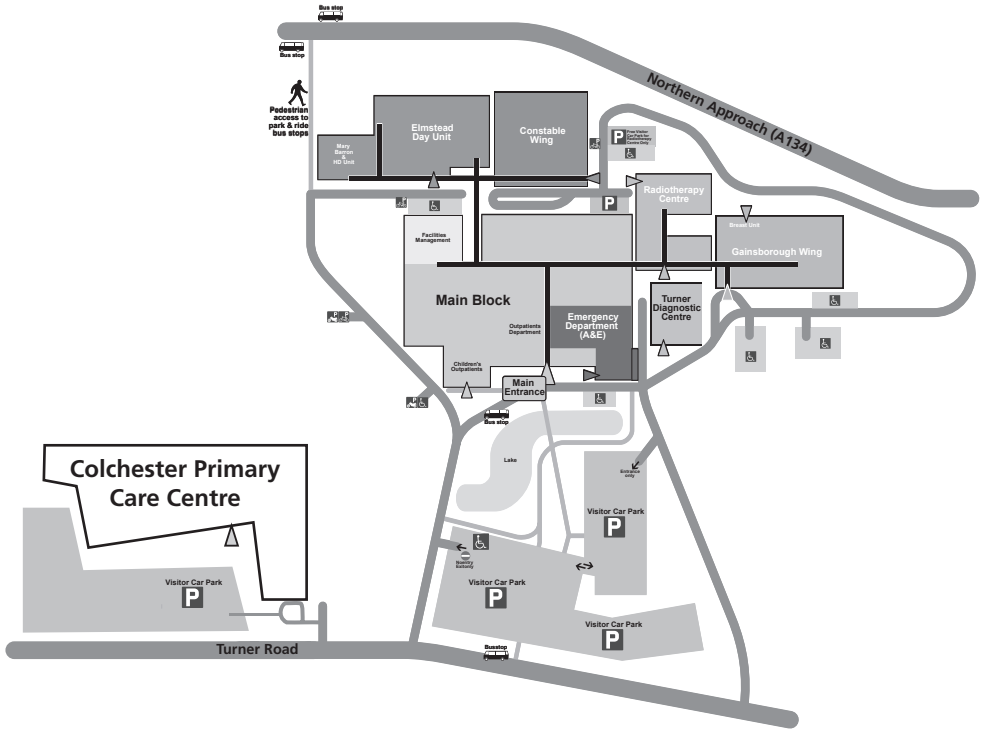 Bus stop
Bus stop
Pedestrian
access to
park & ride
bus stops
Northern Approach (A134)
Elmstead
Day Unit
Constable
Wing
Mary
Barron
&
HD Unit
P
Free Visitor
Car Park for
Radiotherapy
Centre Only
Radiotherapy
Centre
P
Breast Unit
Gainsborough Wing
Facilities
Management
Main Block
Turner
Diagnostic
Centre
Emergency
Department
(A&E)
Outpatients
Department
Children's
Outpatients
Main
Entrance
Bus stop
Lake
Entrance
only
Visitor Car Park
P
Colchester Primary
Care Centre
Visitor Car Park
P
Visitor Car Park
P
Visitor Car Park
P
Turner Road
Busstop